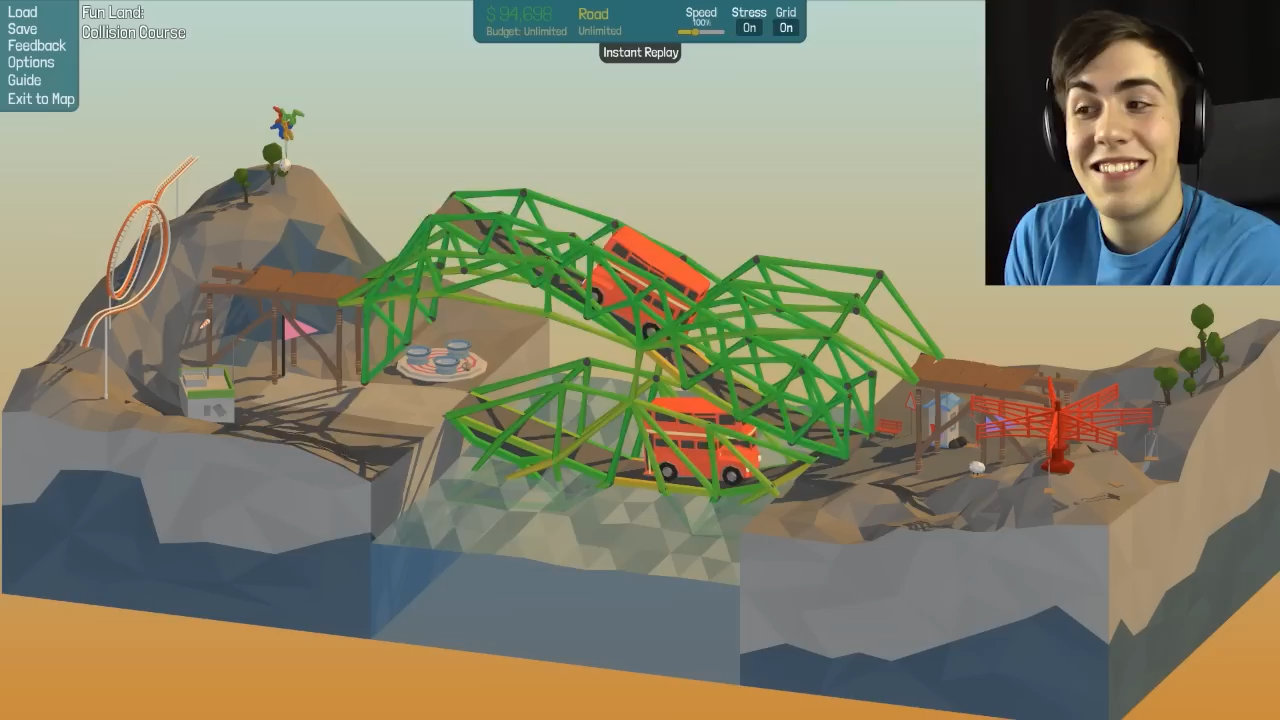 Load
Save
Feedback
Options
Guide
Exit to Map
Fun Land:
Collision Course
$ 94,698
Budget: Unlimited
Road
Unlimited
Speed
100%
Stress
On
Grid
On
Instant Replay